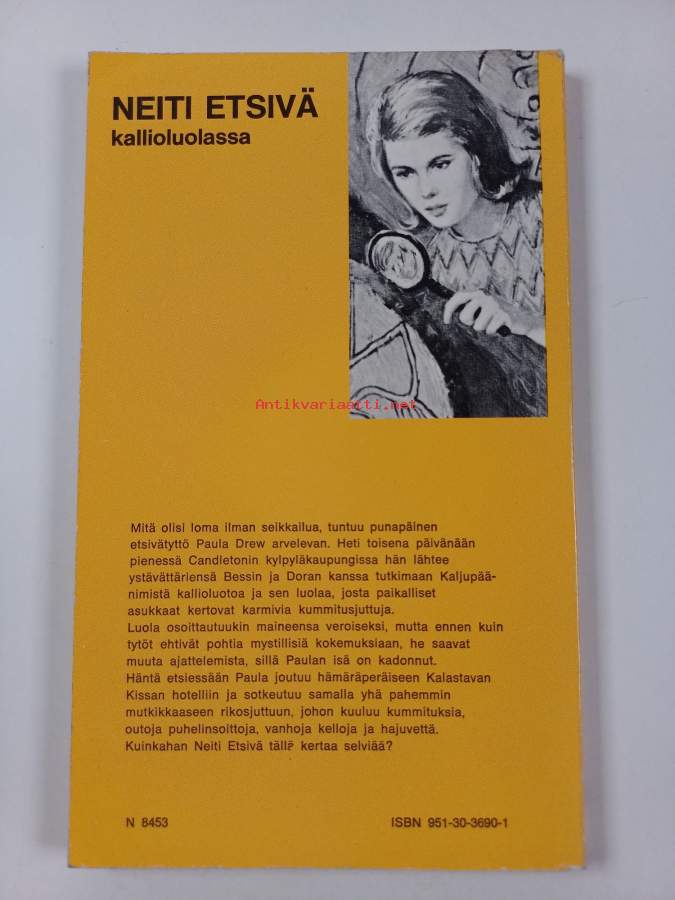 NEITI ETSIVÄ
kallioluolassa
Antikvariaatti.net
Mitä olisi loma ilman seikkailua, tuntuu punapäinen
etsivätyttö Paula Drew arvelevan. Heti toisena päivänään
pienessä Candletonin kylpyläkaupungissa hän lähtee
ystävättäriensä Bessin ja Doran kanssa tutkimaan Kaljupää-
nimistä kallioluotoa ja sen luolaa, josta paikalliset
asukkaat kertovat karmivia kummitusjuttuja.
Luola osoittautuukin maineensa veroiseksi, mutta ennen kuin
tytöt ehtivät pohtia mystillisiä kokemuksiaan, he saavat
muuta ajattelemista, sillä Paulan isä on kadonnut.
Häntä etsiessään Paula joutuu hämäräperäiseen Kalastavan
Kissan hotelliin ja sotkeutuu samalla yhä pahemmin
mutkikkaaseen rikosjuttuun, johon kuuluu kummituksia,
outoja puhelinsoittoja, vanhoja kelloja ja hajuvettä.
Kuinkahan Neiti Etsivä tällä kertaa selviää?
N 8453
ISBN 951-30-3690-1